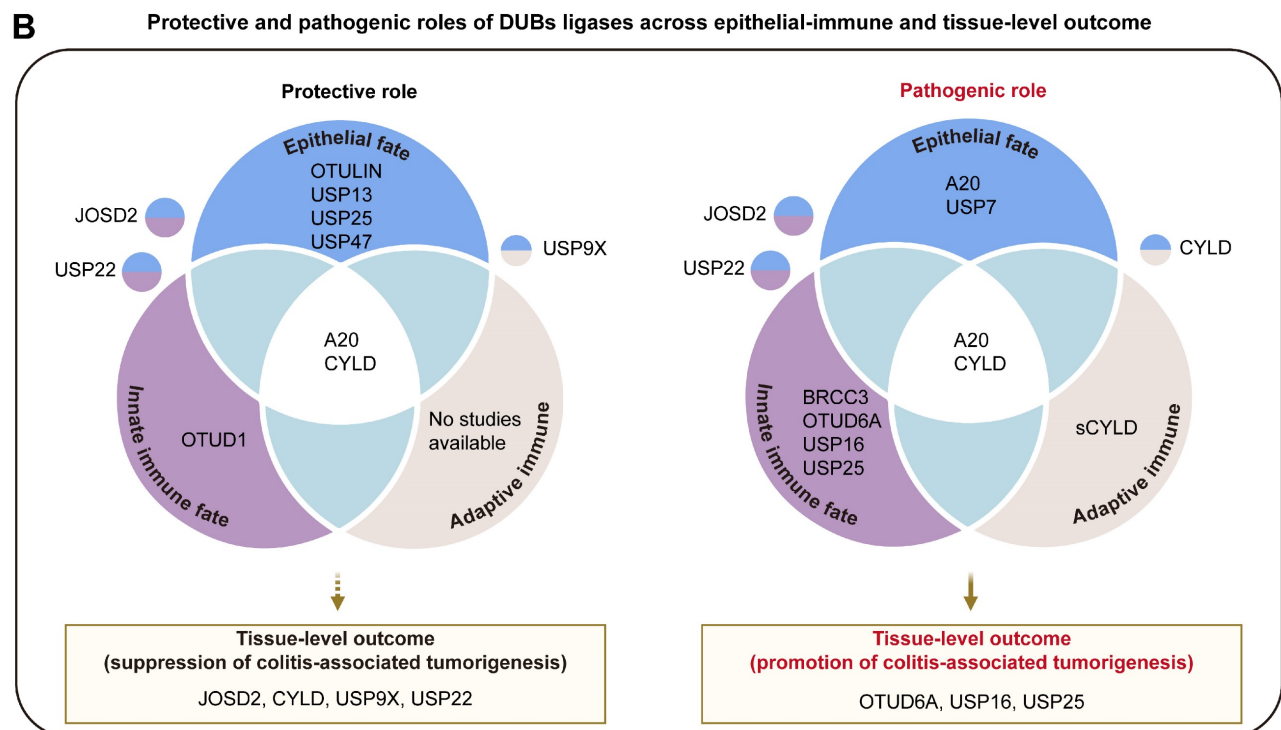 B
Protective and pathogenic roles of DUBs ligases across epithelial-immune and tissue-level outcome
Protective role
Epithelial fate
OTULIN
USP13
USP25
USP47
JOSD2
USP22
USP9X
A20
CYLD
Innate immune fate
OTUD1
No studies
available
Adaptive immune
Tissue-level outcome
(suppression of colitis-associated tumorigenesis)
JOSD2, CYLD, USP9X, USP22
Pathogenic role
Epithelial fate
A20
USP7
JOSD2
USP22
CYLD
A20
CYLD
Innate immune fate
BRCC3
OTUD6A
USP16
USP25
sCYLD
Adaptive immune
Tissue-level outcome
(promotion of colitis-associated tumorigenesis)
OTUD6A, USP16, USP25